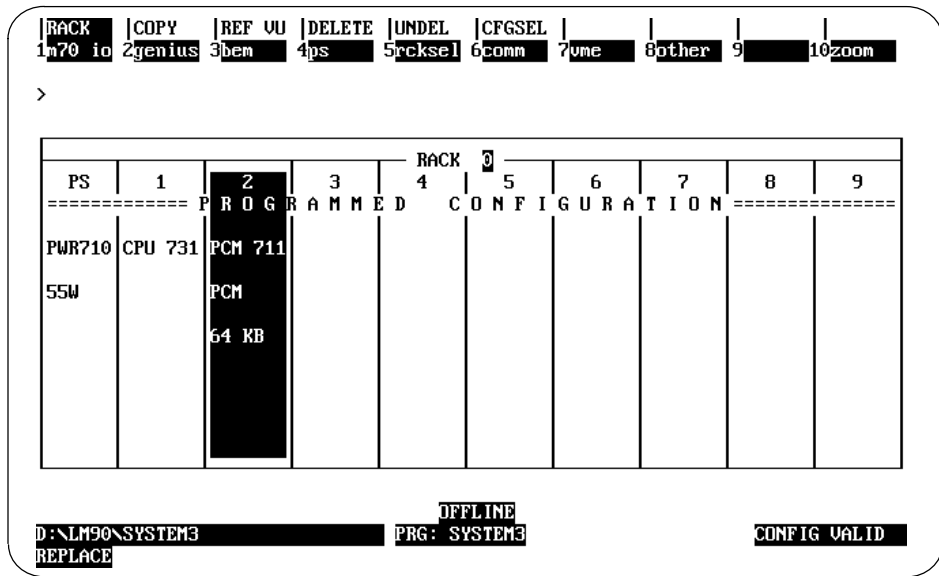 RACK COPY REF VU DELETE UNDEL CFGSEL
1m70 io 2genius 3bem 4ps 5rcksel 6comm 7vme 8other 9 10zoom
>
RACK 0
PS 1 2 3 4 5 6 7 8 9
============== P R O G R A M M E D C O N F I G U R A T I O N ===============
PWR710 CPU 731 PCM 711
55W PCM
64 KB
OFFLINE
D:\LM90\SYSTEM3 PRG: SYSTEM3 CONFIG VALID
REPLACE